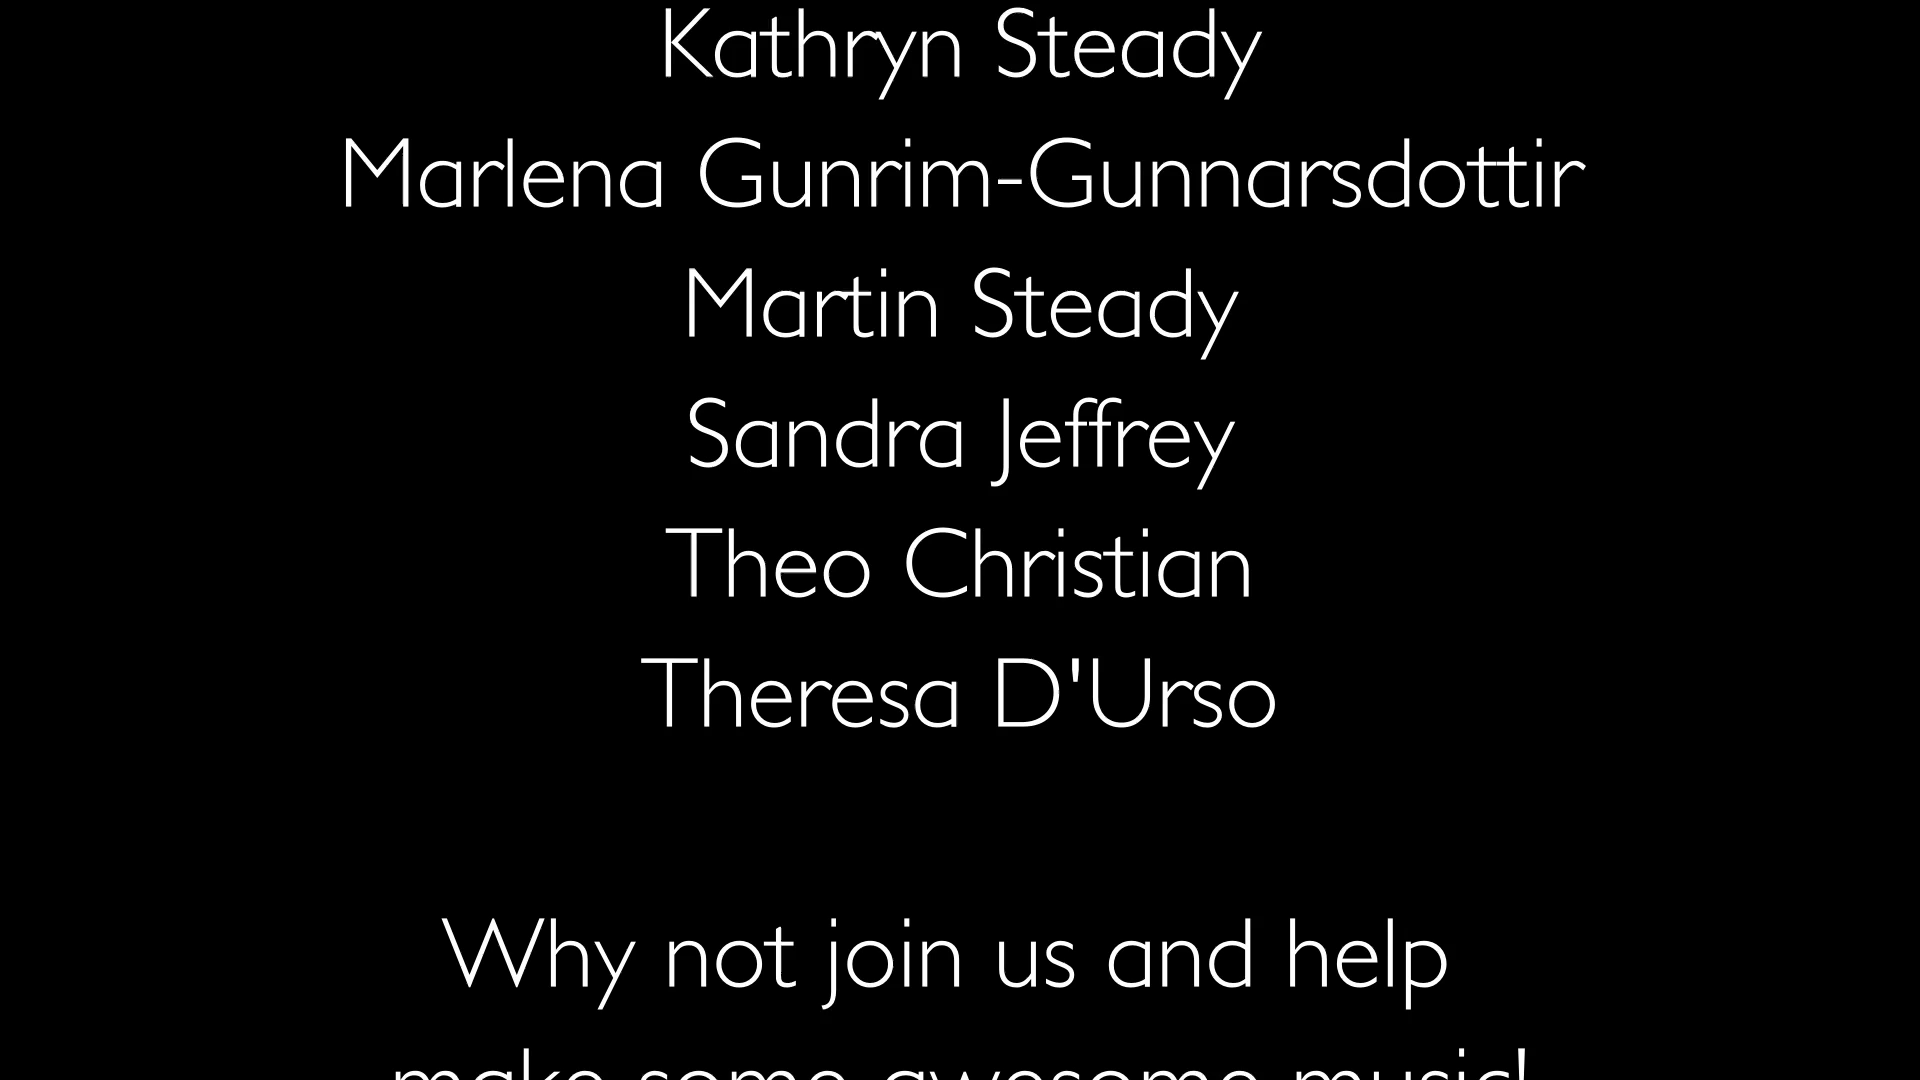 Kathryn Steady
Marlena Gunrim-Gunnarsdottir
Martin Steady
Sandra Jeffrey
Theo Christian
Theresa D'Urso
Why not join us and help
make some awesome music!